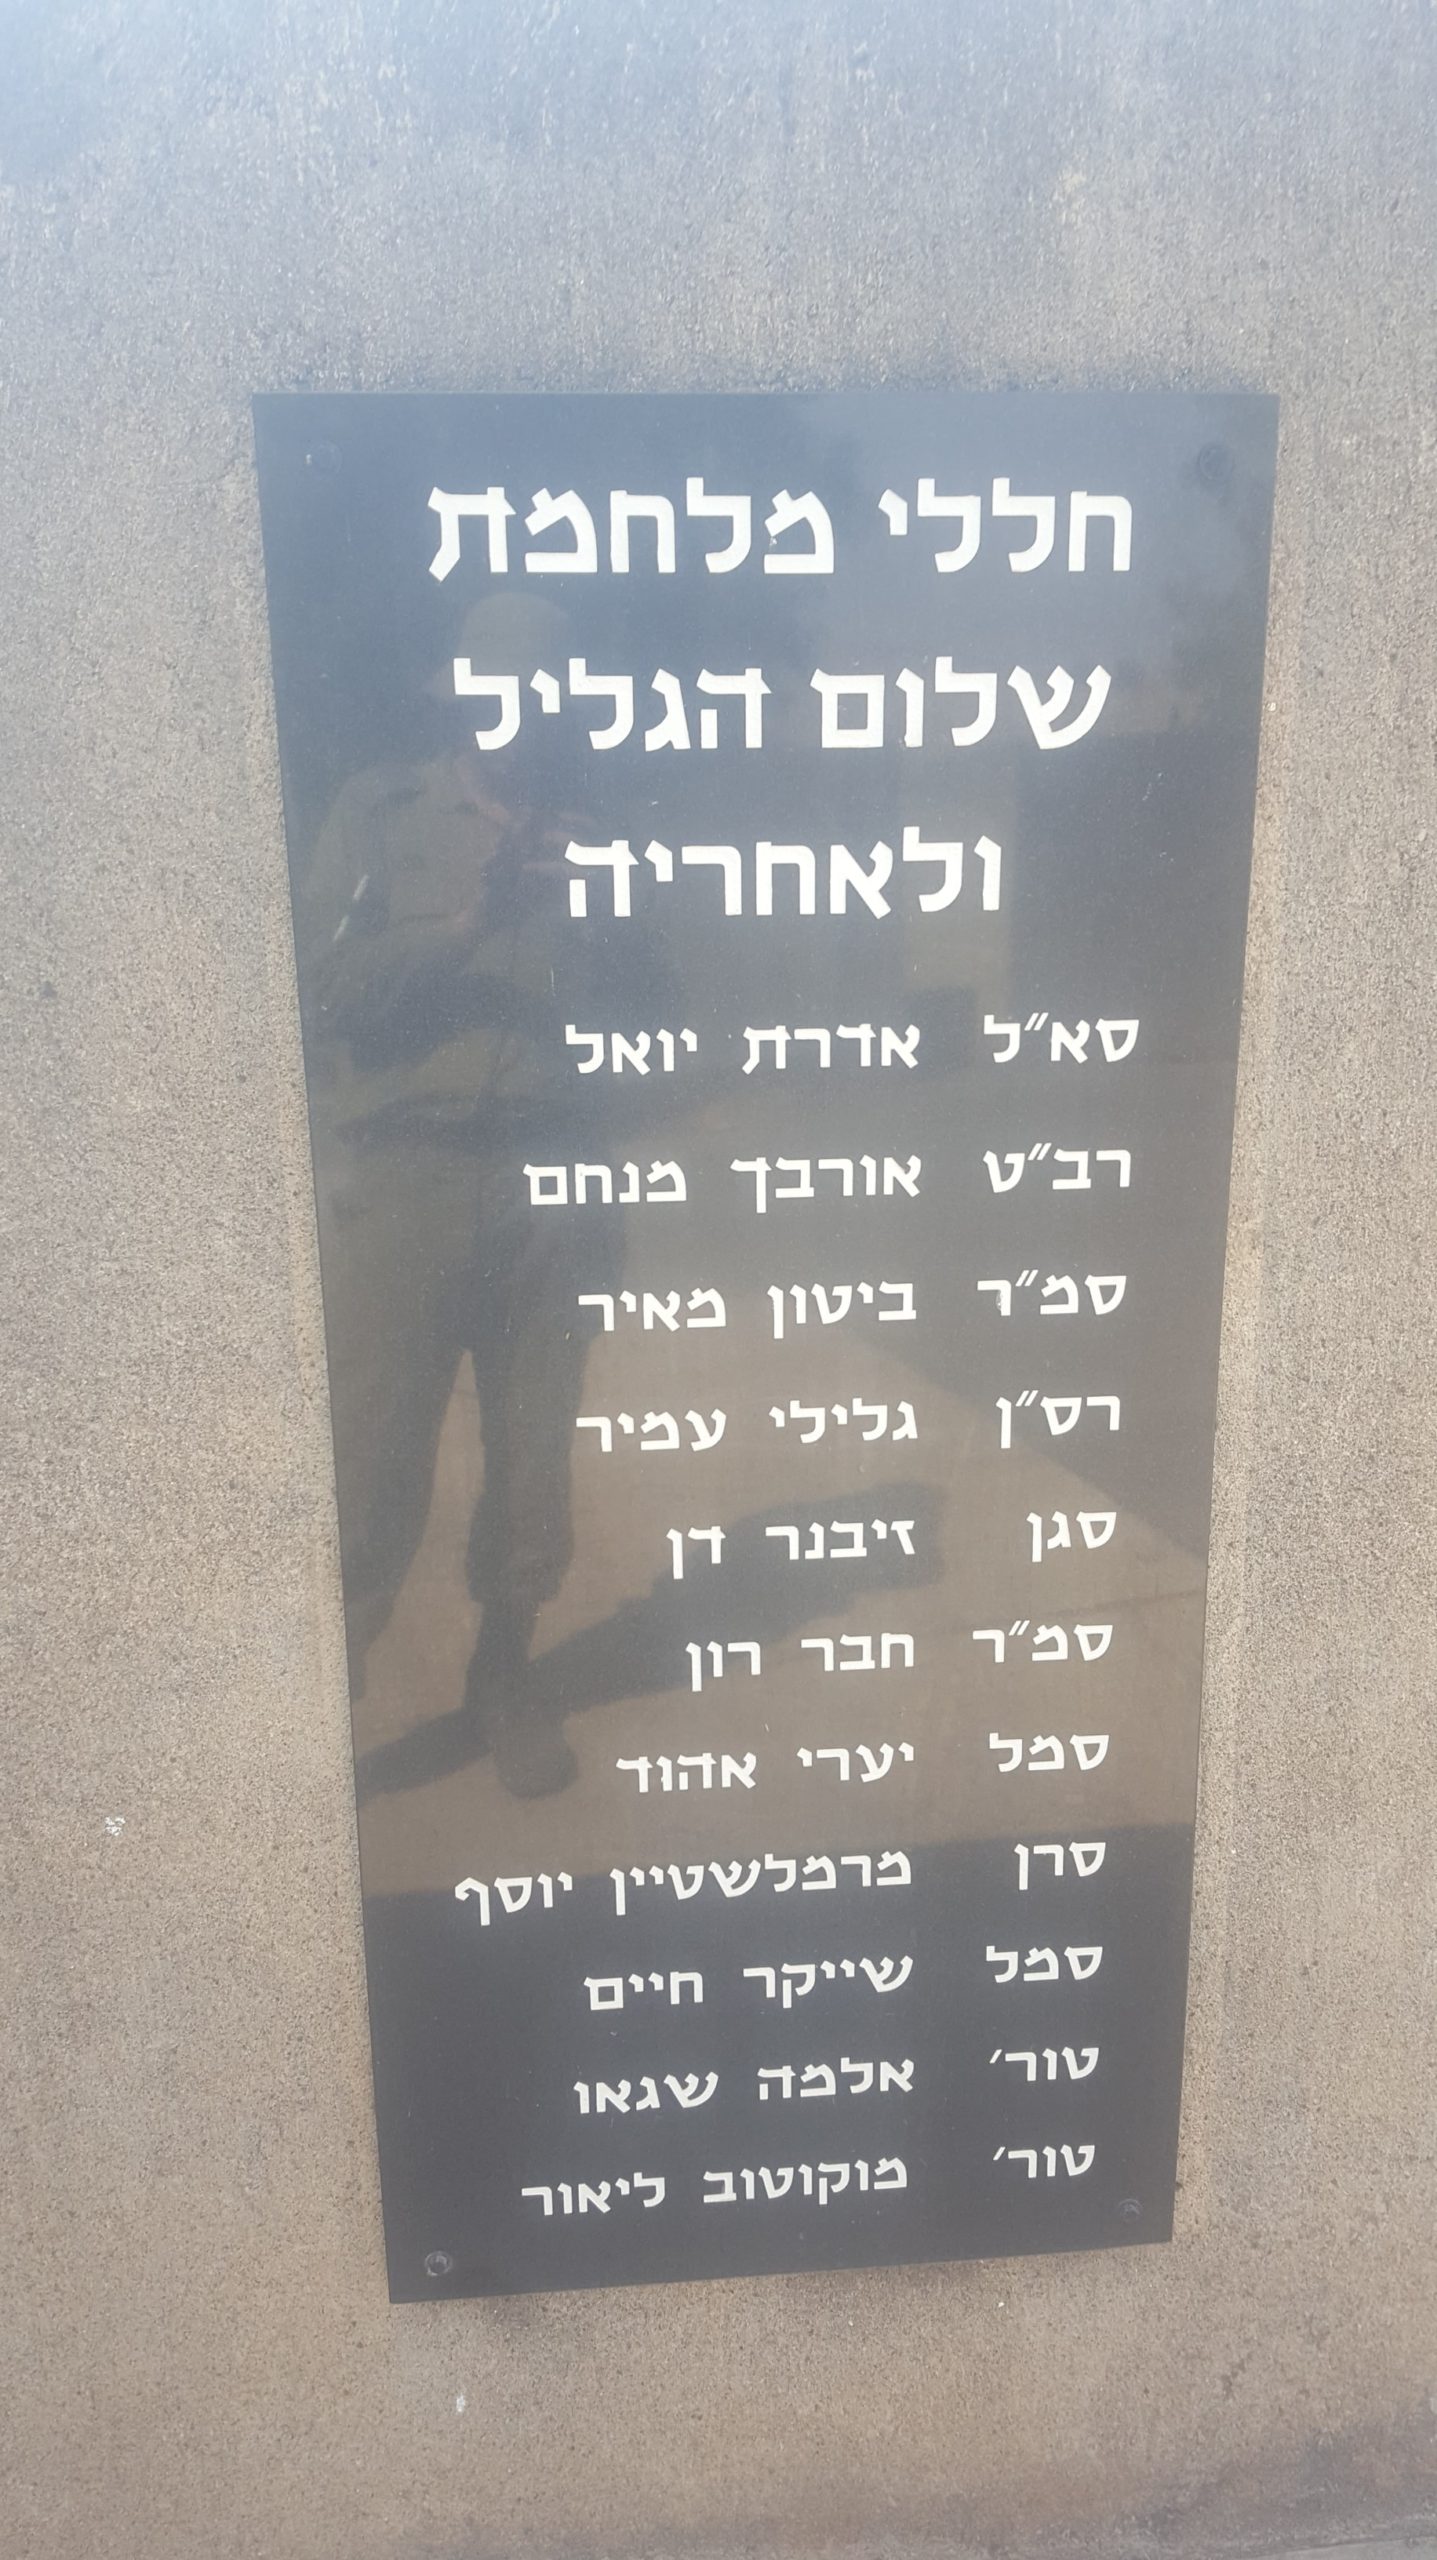 חללי מלחמת
שלום הגליל
ולאחריה
סא״ל אדרת יואל
רב״ט אורבך מנחם
סמ״ר ביטון מאיר
רס״ן גלילי עמיר
סגן זיבנר דן
סמ״ר חבר רון
סמל יערי אהוד
סרן מרמלשטיין יוסף
סמל שייקר חיים
טור׳ אלמה שגאו
טור׳ מוקוטוב ליאור